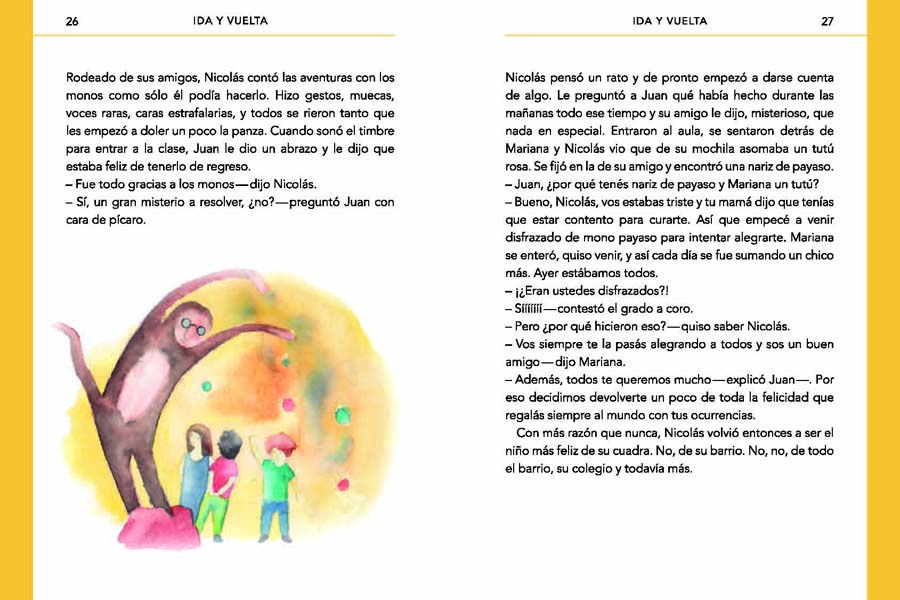 26
IDA Y VUELTA
Rodeado de sus amigos, Nicolás contó las aventuras con los
monos como sólo él podía hacerlo. Hizo gestos, muecas,
voces raras, caras estrafalarias, y todos se rieron tanto que
les empezó a doler un poco la panza. Cuando sonó el timbre
para entrar a la clase, Juan le dio un abrazo y le dijo que
estaba feliz de tenerlo de regreso.
– Fue todo gracias a los monos—dijo Nicolás.
– Sí, un gran misterio a resolver, ¿no?—preguntó Juan con
cara de pícaro.
IDA Y VUELTA
27
Nicolás pensó un rato y de pronto empezó a darse cuenta
de algo. Le preguntó a Juan qué había hecho durante las
mañanas todo ese tiempo y su amigo le dijo, misterioso, que
nada en especial. Entraron al aula, se sentaron detrás de
Mariana y Nicolás vio que de su mochila asomaba un tutú
rosa. Se fijó en la de su amigo y encontró una nariz de payaso.
– Juan, ¿por qué tenés nariz de payaso y Mariana un tutú?
– Bueno, Nicolás, vos estabas triste y tu mamá dijo que tenías
que estar contento para curarte. Así que empecé a venir
disfrazado de mono payaso para intentar alegrarte. Mariana
se enteró, quiso venir, y así cada día se fue sumando un chico
más. Ayer estábamos todos.
– ¡¿Eran ustedes disfrazados?!
– Síííííííí—contestó el grado a coro.
– Pero ¿por qué hicieron eso?—quiso saber Nicolás.
– Vos siempre te la pasás alegrando a todos y sos un buen
amigo—dijo Mariana.
– Además, todos te queremos mucho—explicó Juan—. Por
eso decidimos devolverte un poco de toda la felicidad que
regalás siempre al mundo con tus ocurrencias.
Con más razón que nunca, Nicolás volvió entonces a ser el
niño más feliz de su cuadra. No, de su barrio. No, no, de todo
el barrio, su colegio y todavía más.